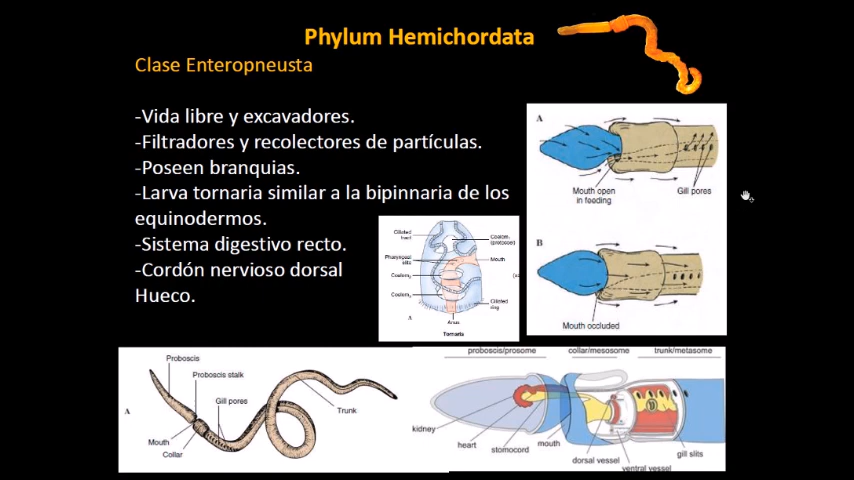 Phylum Hemichordata
Clase Enteropneusta
-Vida libre y excavadores.
-Filtradores y recolectores de partículas.
-Poseen branquias.
-Larva tornaria similar a la bipinnaria de los
equinodermos.
-Sistema digestivo recto.
-Cordón nervioso dorsal
Hueco.
A
Mouth open
in feeding
Gill pores
B
Mouth occluded
Ciliated
tract
Pharyngeal
slits
Coelom
Coelom
Coelom
(protocoel)
Mouth
Ciliated
ring
Anus
A
Tornaria
Proboscis
Proboscis stalk
Gill pores
A
Trunk
Mouth
Collar
proboscis/prosome
collar/mesosome
trunk/metasome
kidney
heart
stomocord
mouth
dorsal vessel
ventral vessel
gill slits